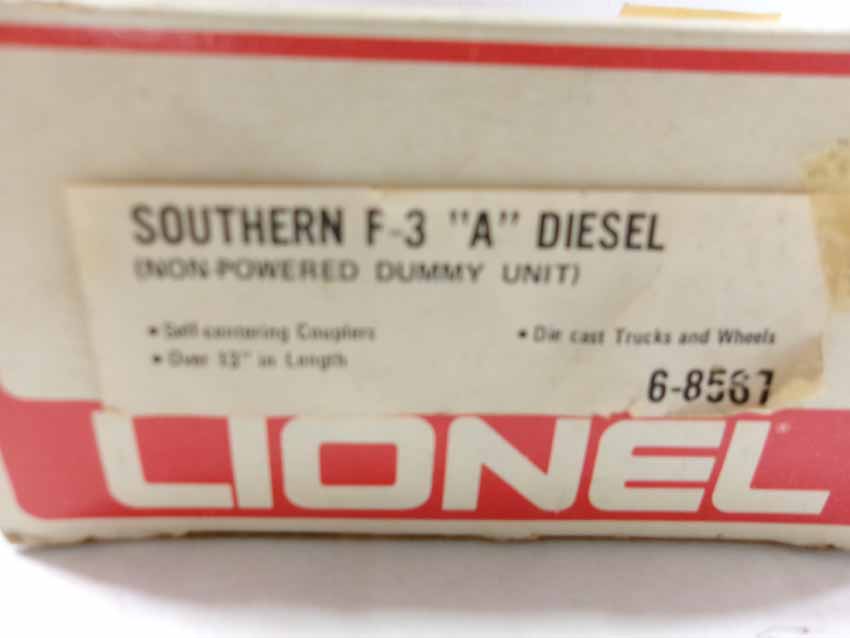 SOUTHERN F-3 "A" DIESEL
(NON-POWERED DUMMY UNIT)
• Self-centering Couplers
• Die cast Trucks and Wheels
• Over 13" in Length
6-8567
LIONEL®